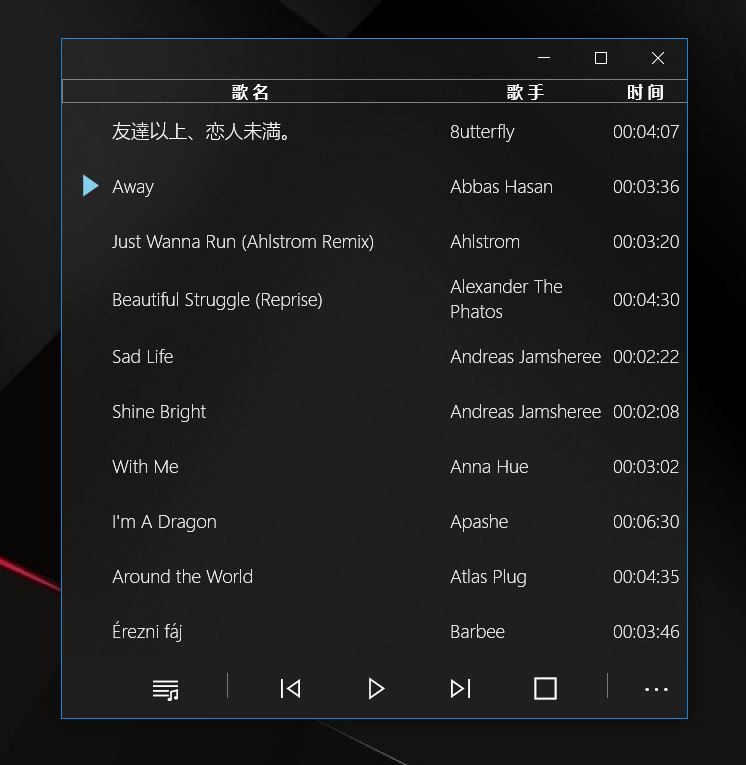 歌名 歌手 时间
友達以上、恋人未満。 8utterfly 00:04:07
Away Abbas Hasan 00:03:36
Just Wanna Run (Ahlstrom Remix) Ahlstrom 00:03:20
Beautiful Struggle (Reprise) Alexander The Phatos 00:04:30
Sad Life Andreas Jamsheree 00:02:22
Shine Bright Andreas Jamsheree 00:02:08
With Me Anna Hue 00:03:02
I'm A Dragon Apashe 00:06:30
Around the World Atlas Plug 00:04:35
Érezni fáj Barbee 00:03:46